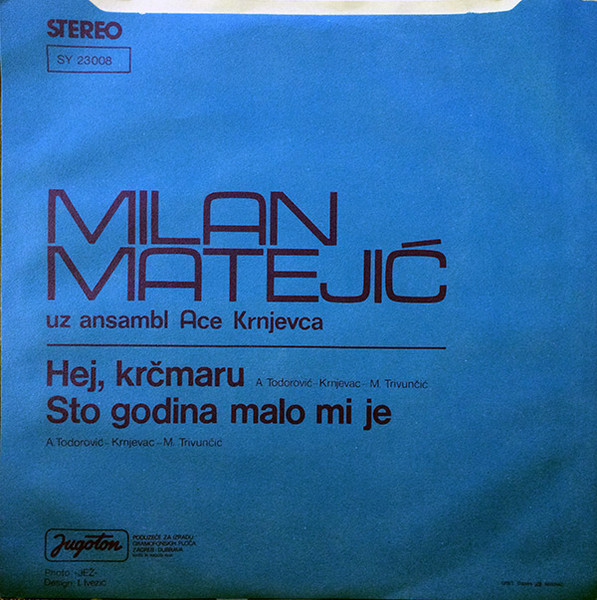 STEREO
SY 23008
MILAN
MATEJIĆ
uz ansambl Ace Krnjevca
Hej, krčmaru A Todorović - Krnjevac - M. Trivunčić
Sto godina malo mi je
A.Todorović - Krnjevac - M. Trivunčić
Jugoton
PODUZEĆE ZA IZRADU
GRAMOFONSKIH PLOČA
ZAGREB - DUBRAVA
Photo: »JEŽ«
Design: I. Ivezić